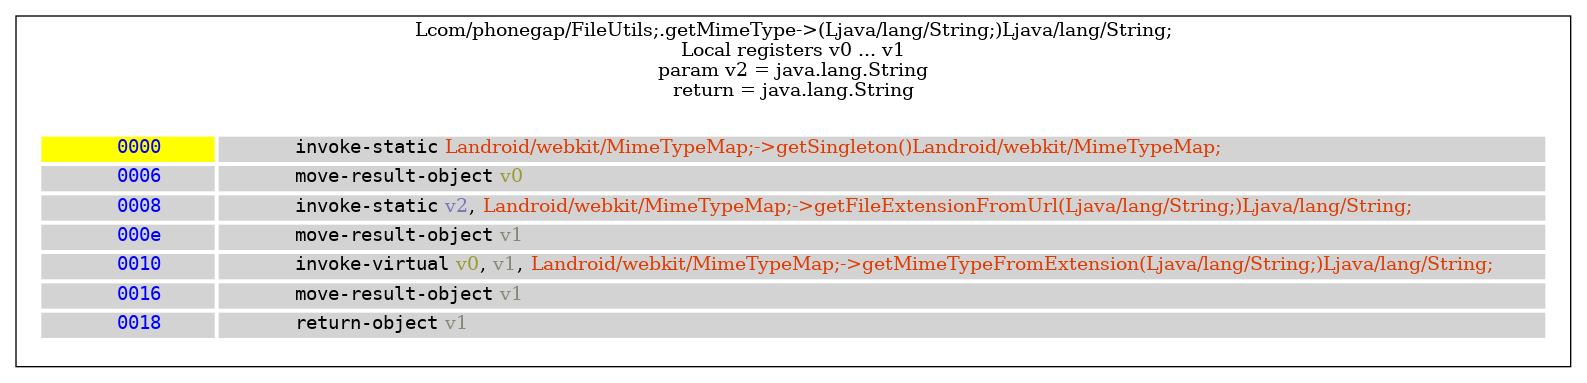 Lcom/phonegap/FileUtils;.getMimeType->(Ljava/lang/String;)Ljava/lang/String;
Local registers v0 ... v1
param v2 = java.lang.String
return = java.lang.String
0000 invoke-static Landroid/webkit/MimeTypeMap;->getSingleton()Landroid/webkit/MimeTypeMap;
0006 move-result-object v0
0008 invoke-static v2, Landroid/webkit/MimeTypeMap;->getFileExtensionFromUrl(Ljava/lang/String;)Ljava/lang/String;
000e move-result-object v1
0010 invoke-virtual v0, v1, Landroid/webkit/MimeTypeMap;->getMimeTypeFromExtension(Ljava/lang/String;)Ljava/lang/String;
0016 move-result-object v1
0018 return-object v1